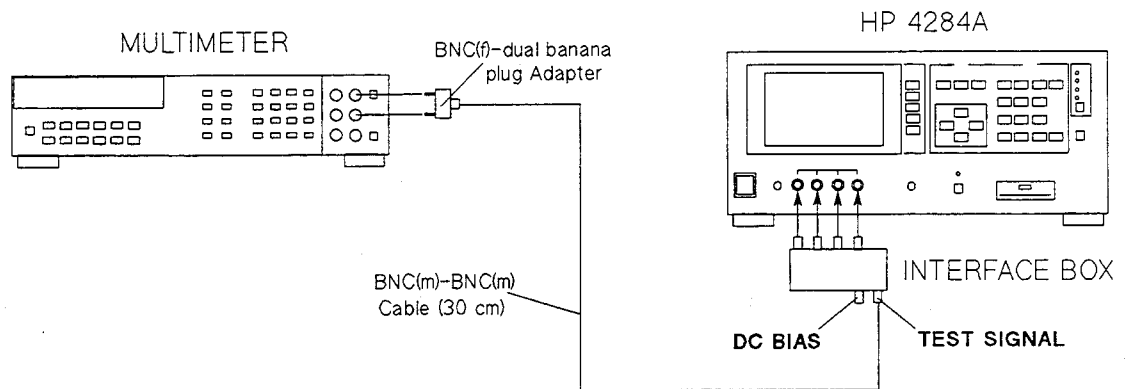 MULTIMETER
BNC(f)-dual banana
plug Adapter
HP 4284A
BNC(m)-BNC(m)
Cable (30 cm)
INTERFACE BOX
DC BIAS
TEST SIGNAL